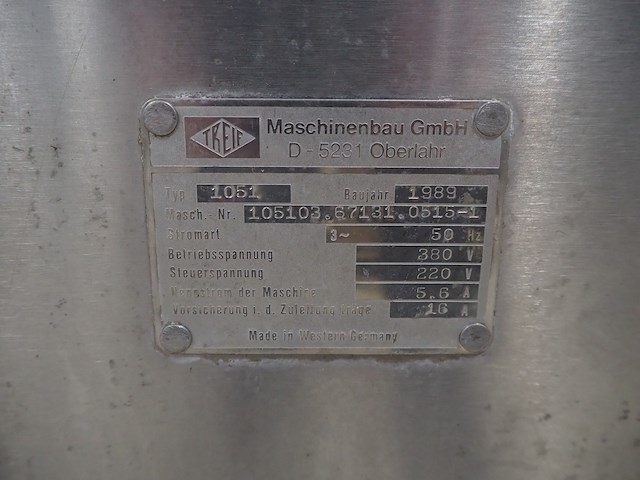 TREIF Maschinenbau GmbH
D - 5231 Oberlahr
Typ 1051 Baujahr 1989
Masch.- Nr. 105103.67131.0515-1
Stromart 3~ 50 Hz
Betriebsspannung 380 V
Steuerspannung 220 V
Nennstrom der Maschine 5.6 A
Vorsicherung i. d. Zuleitung träge 16 A
Made in Western Germany